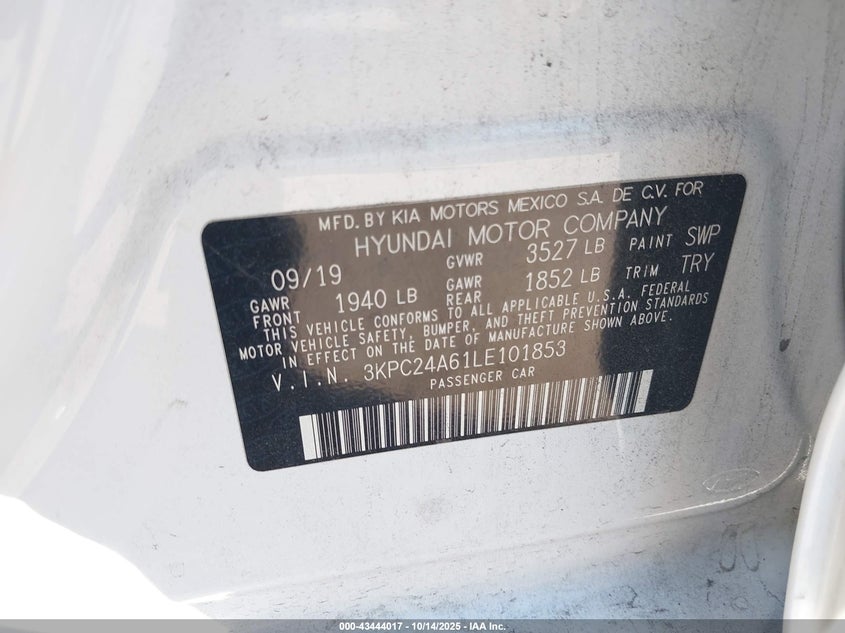 MFD. BY KIA MOTORS MEXICO S.A. DE C.V. FOR
HYUNDAI MOTOR COMPANY
09/19 GVWR 3527 LB PAINT SWP
GAWR FRONT 1940 LB GAWR REAR 1852 LB TRIM TRY
THIS VEHICLE CONFORMS TO ALL APPLICABLE U.S.A. FEDERAL
MOTOR VEHICLE SAFETY, BUMPER, AND THEFT PREVENTION STANDARDS
IN EFFECT ON THE DATE OF MANUFACTURE SHOWN ABOVE.
V.I.N. 3KPC24A61LE101853
PASSENGER CAR
000-43444017 - 10/14/2025 - IAA Inc.